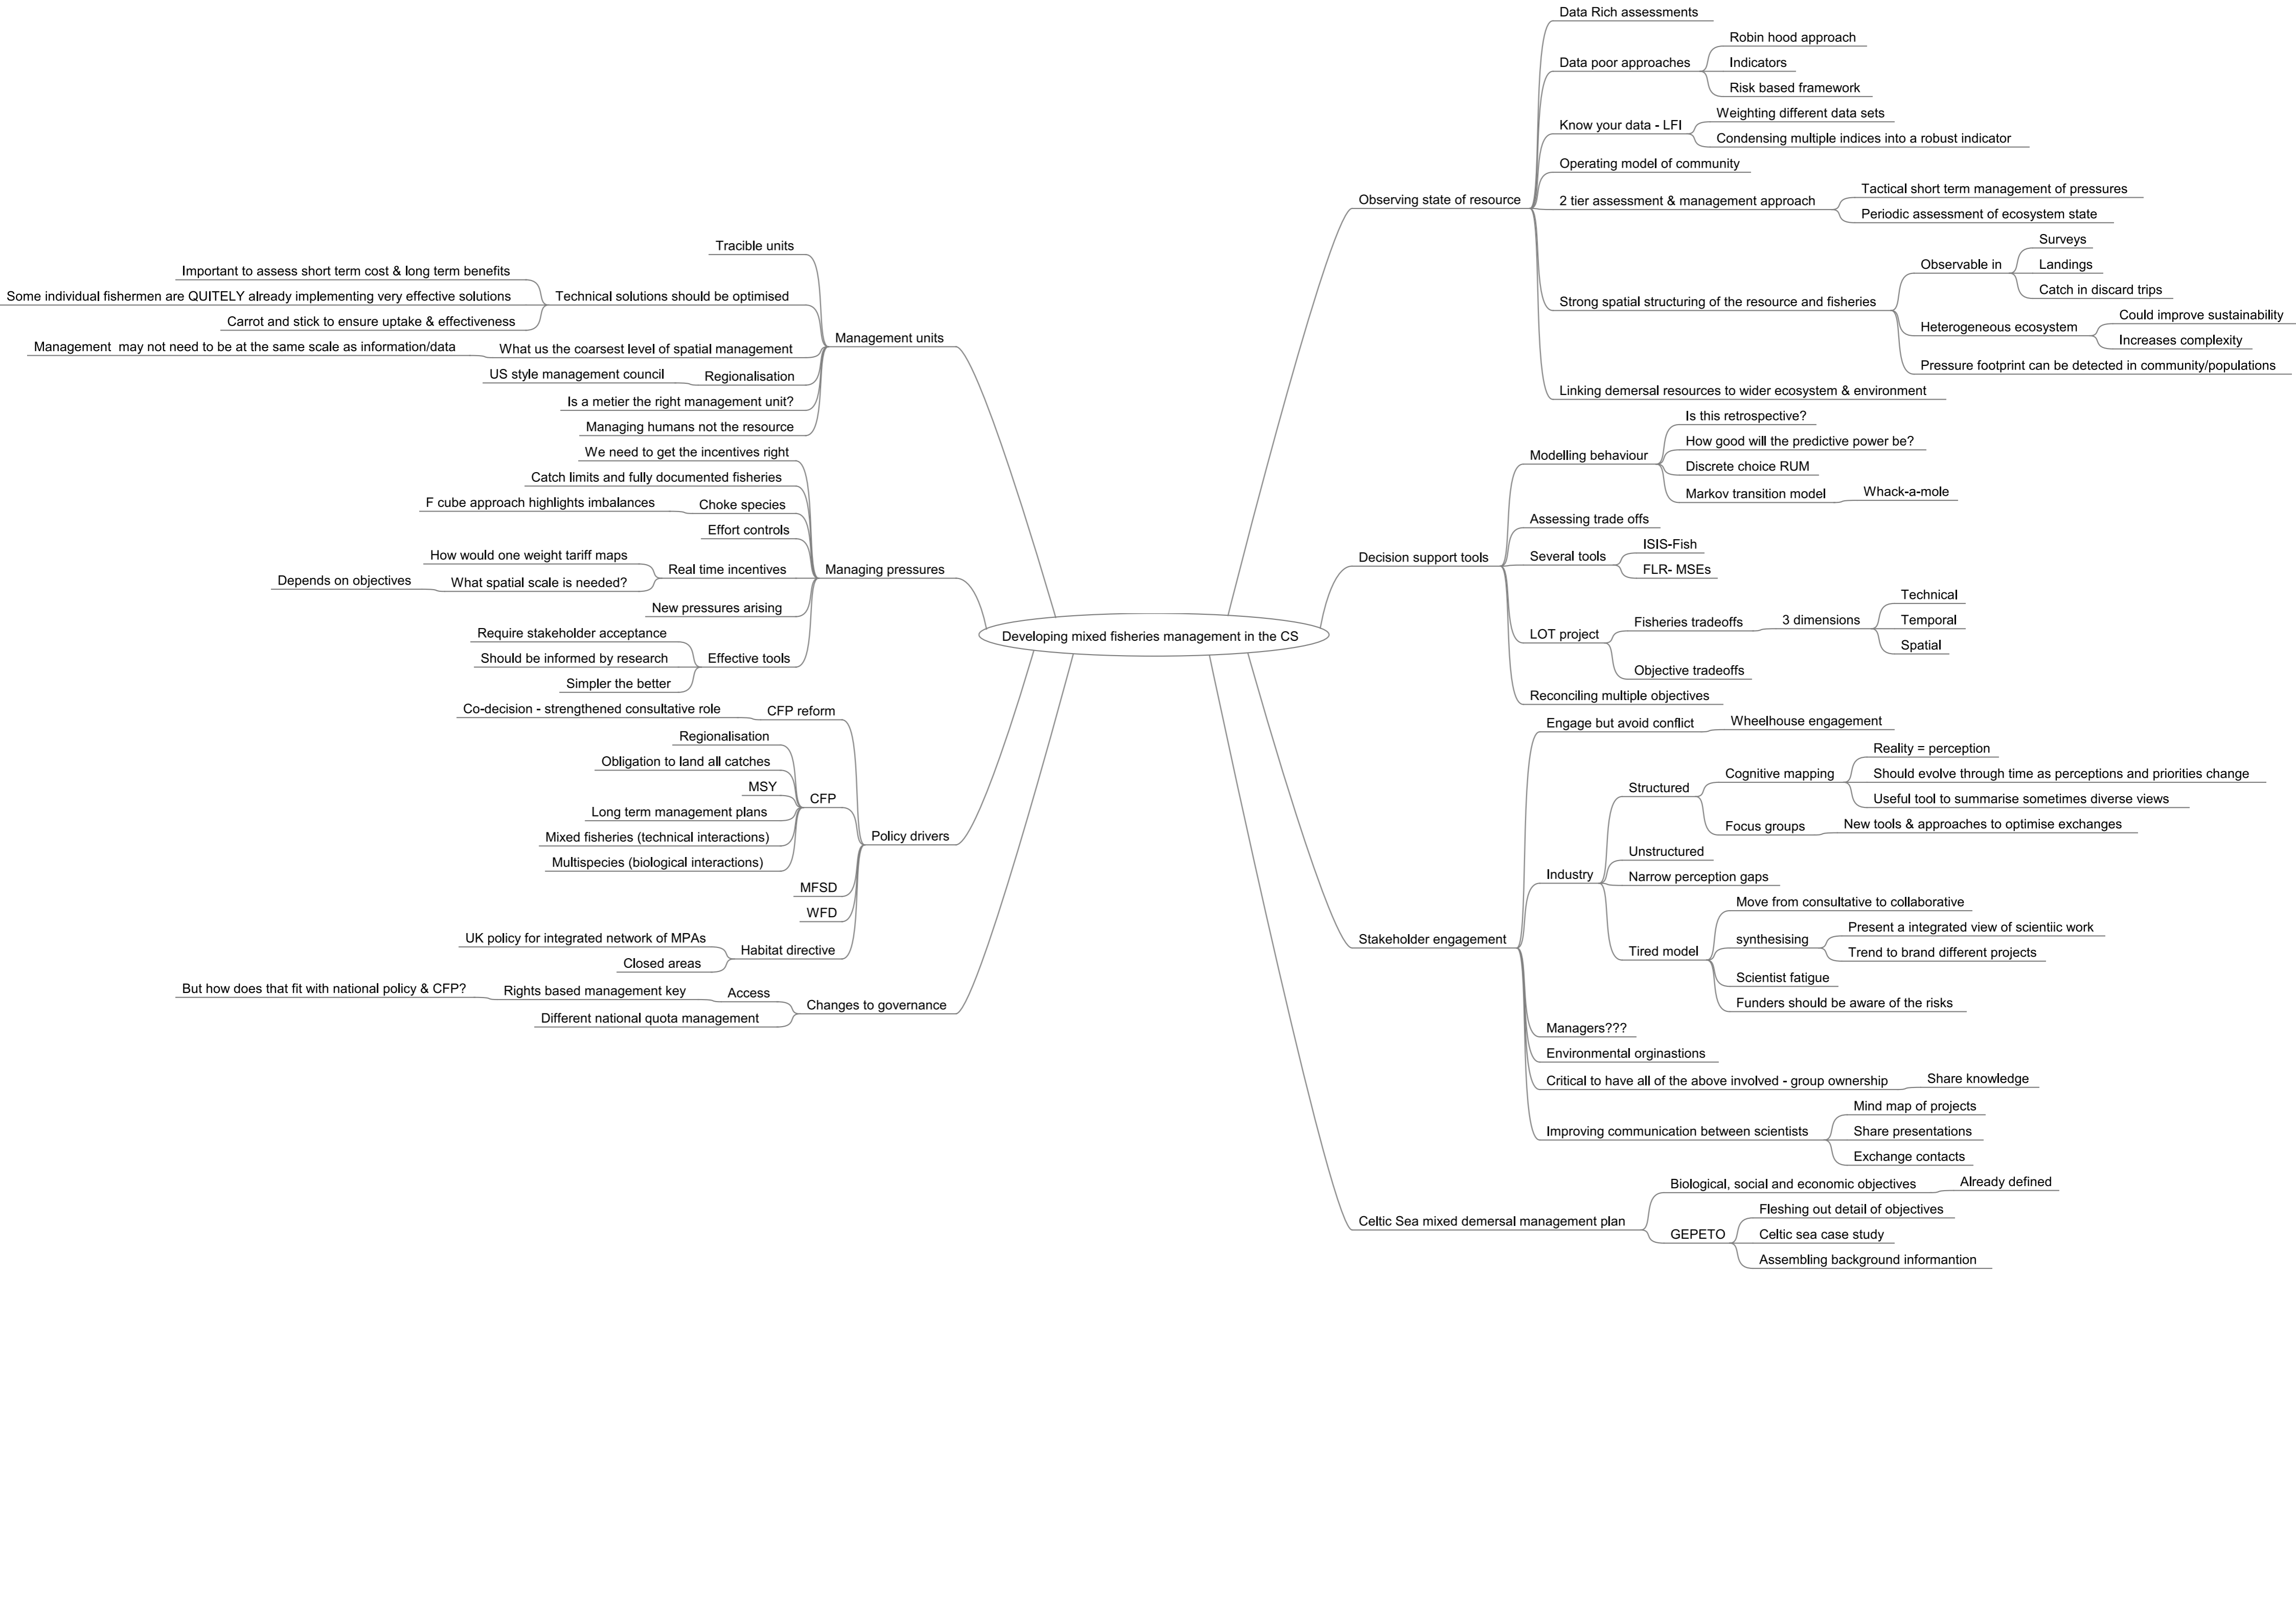 Developing mixed fisheries management in the CS
Observing state of resource
Data Rich assessments
Data poor approaches
Robin hood approach
Indicators
Risk based framework
Know your data - LFI
Weighting different data sets
Condensing multiple indices into a robust indicator
Operating model of community
2 tier assessment & management approach
Tactical short term management of pressures
Periodic assessment of ecosystem state
Strong spatial structuring of the resource and fisheries
Observable in
Surveys
Landings
Catch in discard trips
Heterogeneous ecosystem
Could improve sustainability
Increases complexity
Pressure footprint can be detected in community/populations
Linking demersal resources to wider ecosystem & environment
Decision support tools
Modelling behaviour
Is this retrospective?
How good will the predictive power be?
Discrete choice RUM
Markov transition model
Whack-a-mole
Assessing trade offs
Several tools
ISIS-Fish
FLR- MSEs
LOT project
Fisheries tradeoffs
3 dimensions
Technical
Temporal
Spatial
Objective tradeoffs
Reconciling multiple objectives
Stakeholder engagement
Engage but avoid conflict
Wheelhouse engagement
Industry
Structured
Cognitive mapping
Reality = perception
Should evolve through time as perceptions and priorities change
Useful tool to summarise sometimes diverse views
Focus groups
New tools & approaches to optimise exchanges
Unstructured
Narrow perception gaps
Tired model
Move from consultative to collaborative
synthesising
Present a integrated view of scientiic work
Trend to brand different projects
Scientist fatigue
Funders should be aware of the risks
Managers???
Environmental orginastions
Critical to have all of the above involved - group ownership
Share knowledge
Improving communication between scientists
Mind map of projects
Share presentations
Exchange contacts
Celtic Sea mixed demersal management plan
Biological, social and economic objectives
Already defined
GEPETO
Fleshing out detail of objectives
Celtic sea case study
Assembling background informantion
Management units
Tracible units
Technical solutions should be optimised
Important to assess short term cost & long term benefits
Some individual fishermen are QUITELY already implementing very effective solutions
Carrot and stick to ensure uptake & effectiveness
What us the coarsest level of spatial management
Management  may not need to be at the same scale as information/data
Regionalisation
US style management council
Is a metier the right management unit?
Managing humans not the resource
Managing pressures
We need to get the incentives right
Catch limits and fully documented fisheries
Choke species
F cube approach highlights imbalances
Effort controls
Real time incentives
How would one weight tariff maps
What spatial scale is needed?
Depends on objectives
New pressures arising
Effective tools
Require stakeholder acceptance
Should be informed by research
Simpler the better
Policy drivers
CFP reform
Co-decision - strengthened consultative role
CFP
Regionalisation
Obligation to land all catches
MSY
Long term management plans
Mixed fisheries (technical interactions)
Multispecies (biological interactions)
MFSD
WFD
Habitat directive
UK policy for integrated network of MPAs
Closed areas
Changes to governance
Access
Rights based management key
But how does that fit with national policy & CFP?
Different national quota management